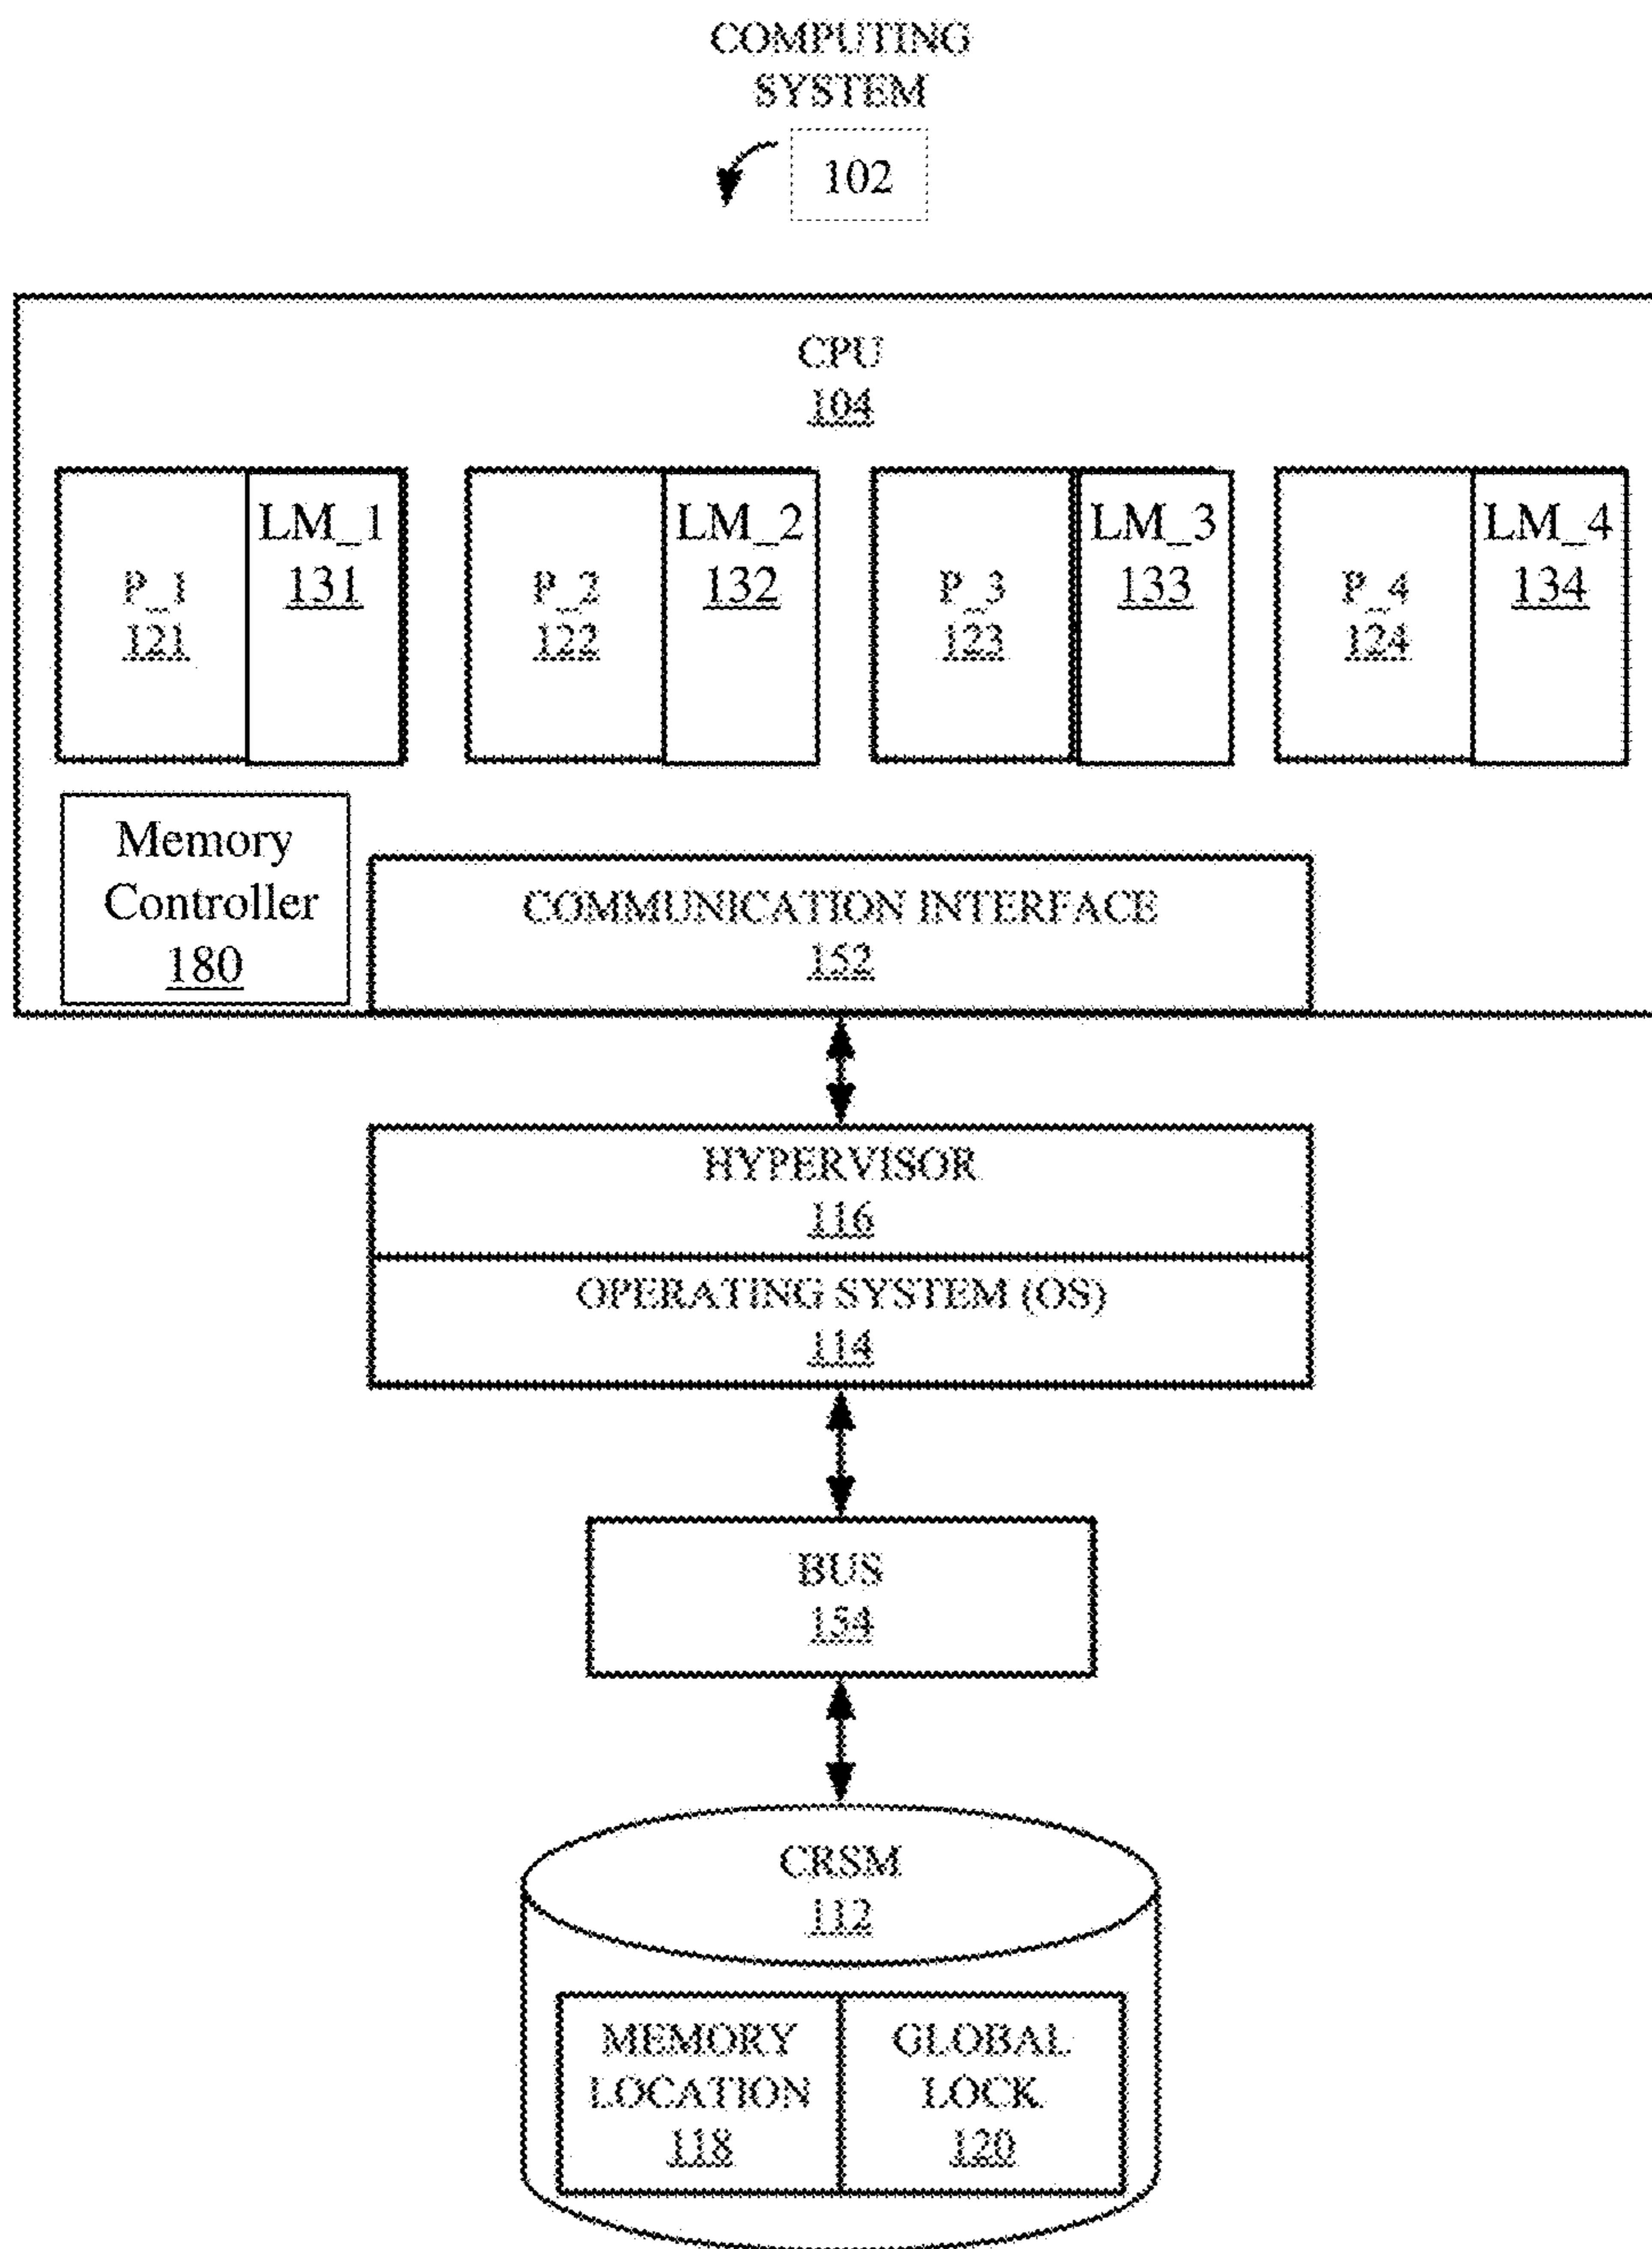 COMPUTING
SYSTEM
102
CPU
104
P_1
121
LM_1
131
P_2
122
LM_2
132
P_3
123
LM_3
133
P_4
124
LM_4
134
Memory
Controller
180
COMMUNICATION INTERFACE
152
HYPERVISOR
116
OPERATING SYSTEM (OS)
114
BUS
154
CRSM
112
MEMORY
LOCATION
118
GLOBAL
LOCK
120